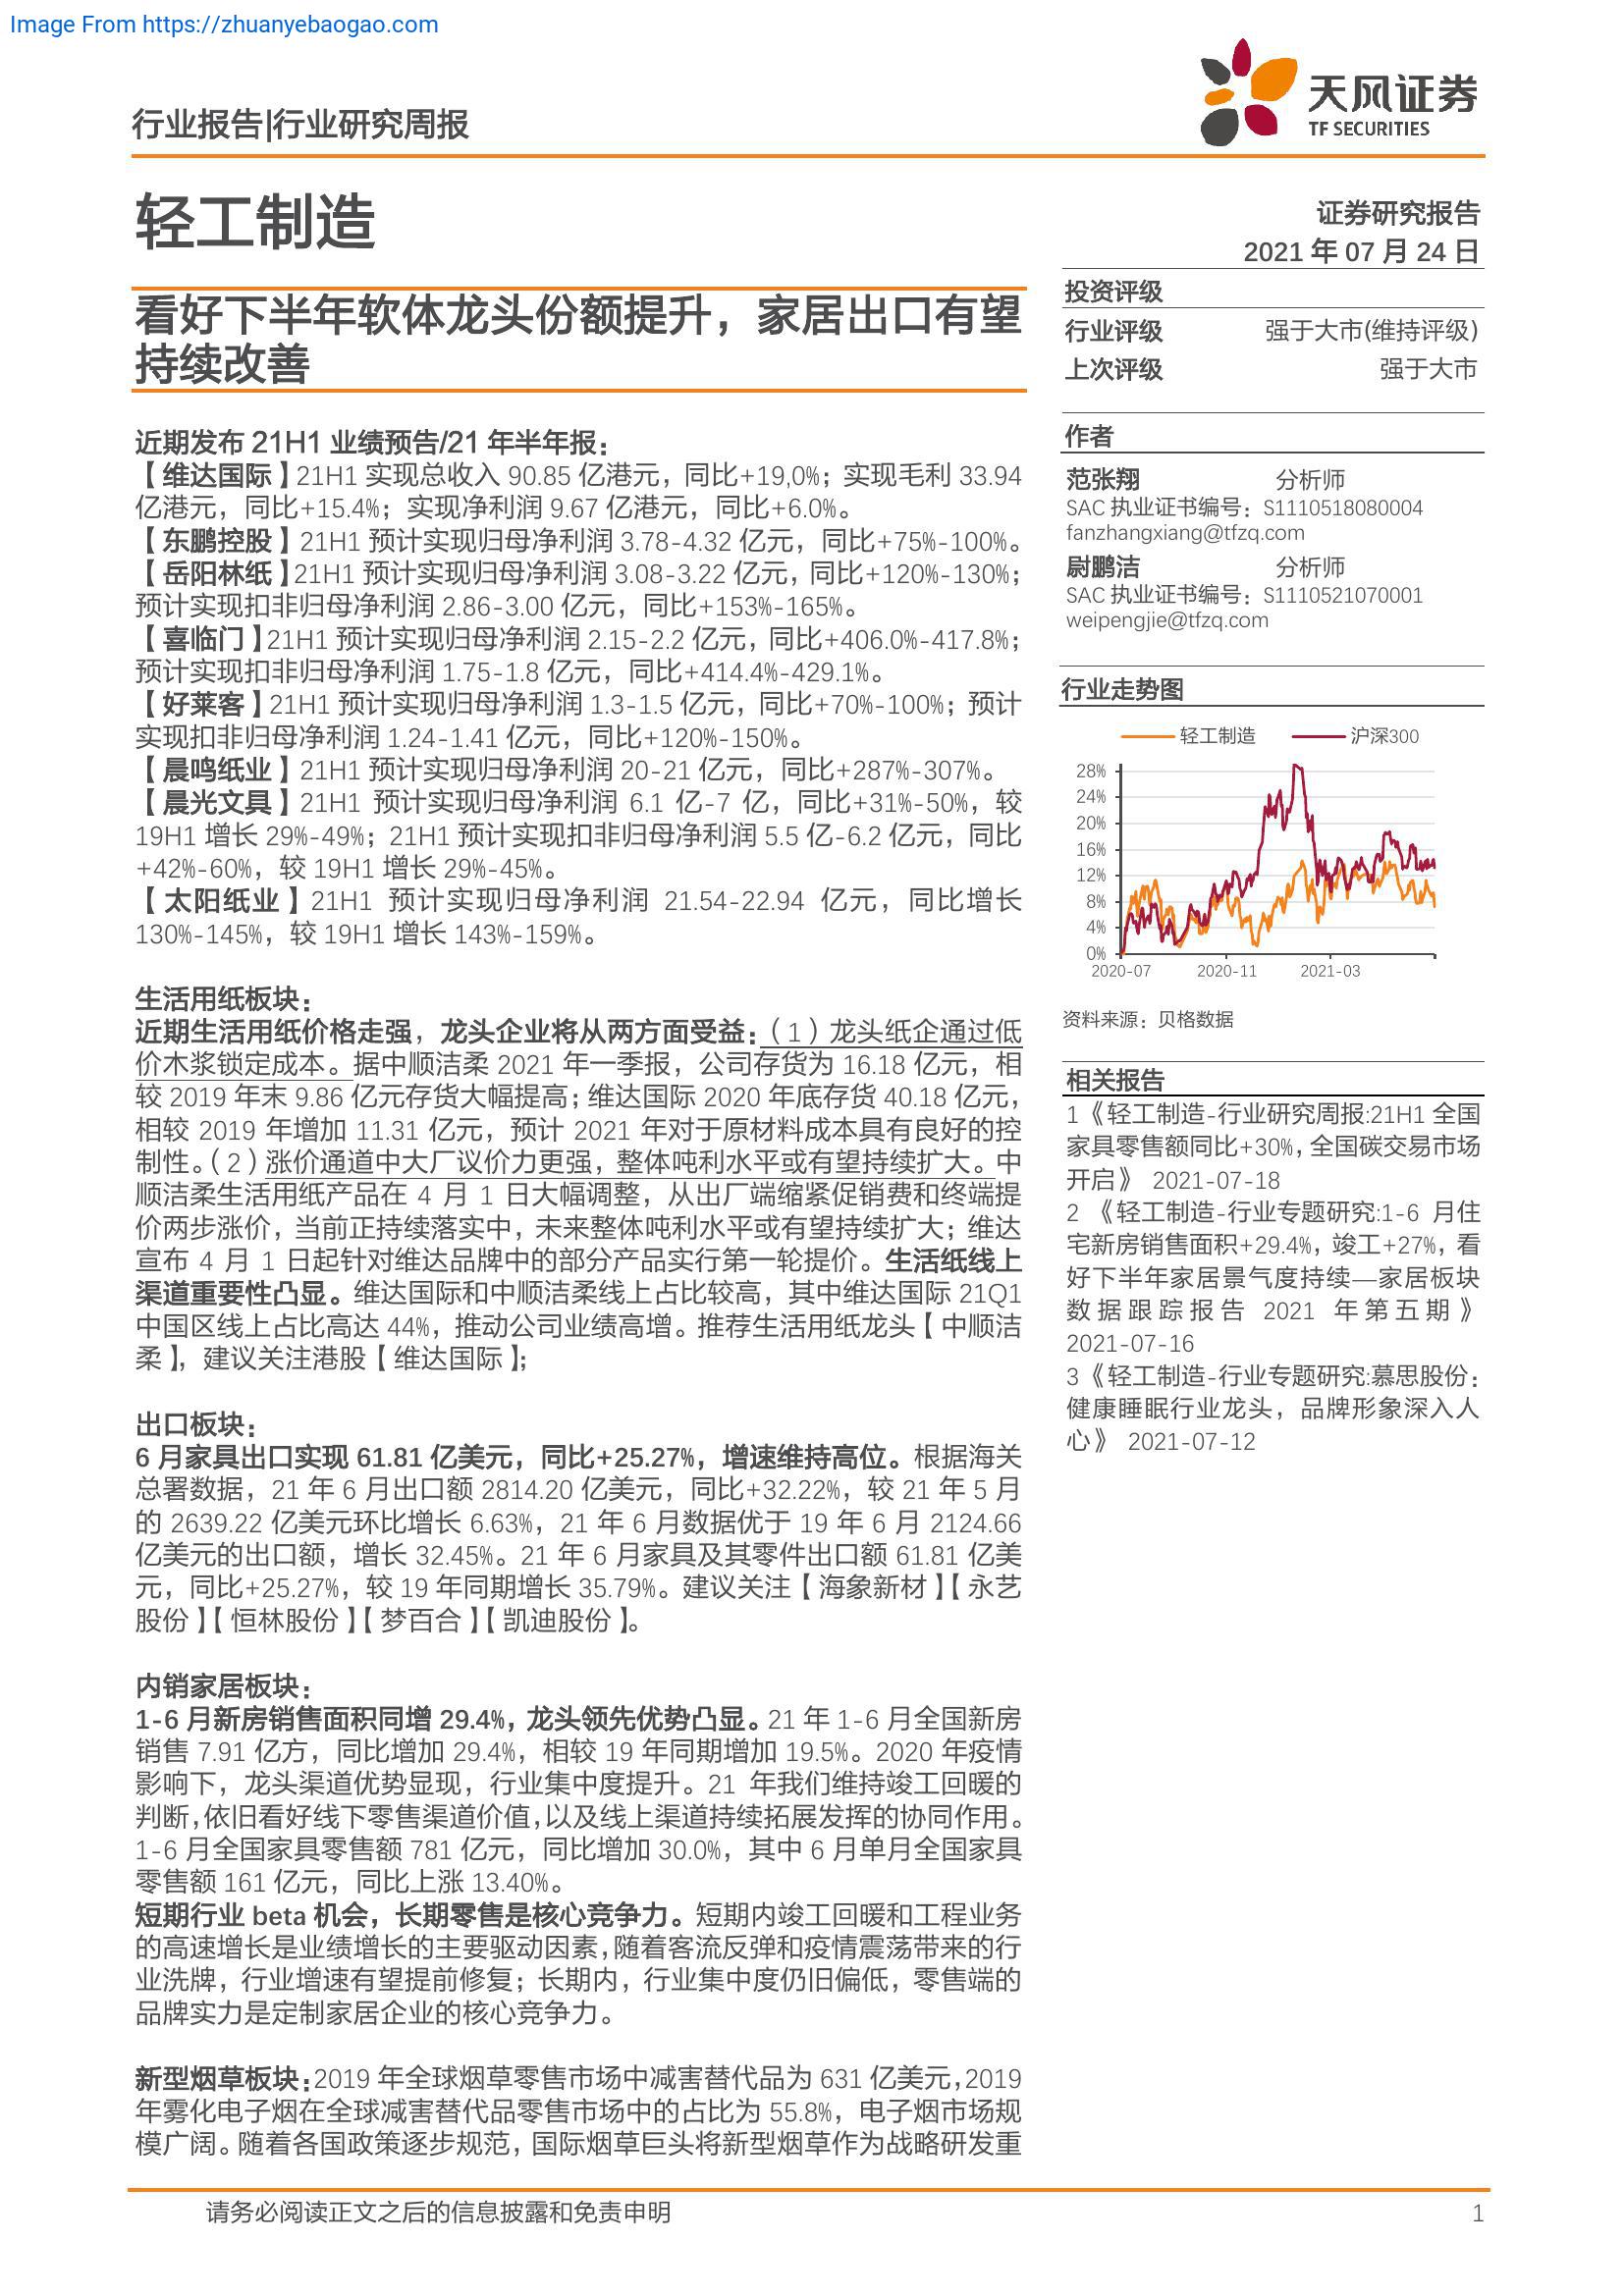 Image From https://zhuanyebaogao.com
行业报告|行业研究周报
天风证券
TF SECURITIES
轻工制造
证券研究报告
2021 年 07 月 24 日
看好下半年软体龙头份额提升，家居出口有望
持续改善
近期发布 21H1 业绩预告/21 年半年报：
【维达国际】21H1 实现总收入 90.85 亿港元，同比+19,0%；实现毛利 33.94
亿港元，同比+15.4%；实现净利润 9.67 亿港元，同比+6.0%。
【东鹏控股】21H1 预计实现归母净利润 3.78-4.32 亿元，同比+75%-100%。
【岳阳林纸】21H1 预计实现归母净利润 3.08-3.22 亿元，同比+120%-130%；
预计实现扣非归母净利润 2.86-3.00 亿元，同比+153%-165%。
【喜临门】21H1 预计实现归母净利润 2.15-2.2 亿元，同比+406.0%-417.8%；
预计实现扣非归母净利润 1.75-1.8 亿元，同比+414.4%-429.1%。
【好莱客】21H1 预计实现归母净利润 1.3-1.5 亿元，同比+70%-100%；预计
实现扣非归母净利润 1.24-1.41 亿元，同比+120%-150%。
【晨鸣纸业】21H1 预计实现归母净利润 20-21 亿元，同比+287%-307%。
【晨光文具】21H1 预计实现归母净利润 6.1 亿-7 亿，同比+31%-50%，较
19H1 增长 29%-49%；21H1 预计实现扣非归母净利润 5.5 亿-6.2 亿元，同比
+42%-60%，较 19H1 增长 29%-45%。
【太阳纸业】21H1 预计实现归母净利润 21.54-22.94 亿元，同比增长
130%-145%，较 19H1 增长 143%-159%。
生活用纸板块：
近期生活用纸价格走强，龙头企业将从两方面受益：（1）龙头纸企通过低
价木浆锁定成本。据中顺洁柔 2021 年一季报，公司存货为 16.18 亿元，相
较 2019 年末 9.86 亿元存货大幅提高；维达国际 2020 年底存货 40.18 亿元，
相较 2019 年增加 11.31 亿元，预计 2021 年对于原材料成本具有良好的控
制性。（2）涨价通道中大厂议价力更强，整体吨利水平或有望持续扩大。中
顺洁柔生活用纸产品在 4 月 1 日大幅调整，从出厂端缩紧促销费和终端提
价两步涨价，当前正持续落实中，未来整体吨利水平或有望持续扩大；维达
宣布 4 月 1 日起针对维达品牌中的部分产品实行第一轮提价。生活纸线上
渠道重要性凸显。维达国际和中顺洁柔线上占比较高，其中维达国际 21Q1
中国区线上占比高达 44%，推动公司业绩高增。推荐生活用纸龙头【中顺洁
柔】，建议关注港股【维达国际】；
出口板块：
6 月家具出口实现 61.81 亿美元，同比+25.27%，增速维持高位。根据海关
总署数据，21 年 6 月出口额 2814.20 亿美元，同比+32.22%，较 21 年 5 月
的 2639.22 亿美元环比增长 6.63%，21 年 6 月数据优于 19 年 6 月 2124.66
亿美元的出口额，增长 32.45%。21 年 6 月家具及其零件出口额 61.81 亿美
元，同比+25.27%，较 19 年同期增长 35.79%。建议关注【海象新材】【永艺
股份】【恒林股份】【梦百合】【凯迪股份】。
内销家居板块：
1-6 月新房销售面积同增 29.4%，龙头领先优势凸显。21 年 1-6 月全国新房
销售 7.91 亿方，同比增加 29.4%，相较 19 年同期增加 19.5%。2020 年疫情
影响下，龙头渠道优势显现，行业集中度提升。21 年我们维持竣工回暖的
判断，依旧看好线下零售渠道价值，以及线上渠道持续拓展发挥的协同作用。
1-6 月全国家具零售额 781 亿元，同比增加 30.0%，其中 6 月单月全国家具
零售额 161 亿元，同比上涨 13.40%。
短期行业 beta 机会，长期零售是核心竞争力。短期内竣工回暖和工程业务
的高速增长是业绩增长的主要驱动因素，随着客流反弹和疫情震荡带来的行
业洗牌，行业增速有望提前修复；长期内，行业集中度仍旧偏低，零售端的
品牌实力是定制家居企业的核心竞争力。
新型烟草板块：2019 年全球烟草零售市场中减害替代品为 631 亿美元，2019
年雾化电子烟在全球减害替代品零售市场中的占比为 55.8%，电子烟市场规
模广阔。随着各国政策逐步规范，国际烟草巨头将新型烟草作为战略研发重
投资评级
行业评级 强于大市(维持评级)
上次评级 强于大市
作者
范张翔 分析师
SAC 执业证书编号：S1110518080004
fanzhangxiang@tfzq.com
尉鹏洁 分析师
SAC 执业证书编号：S1110521070001
weipengjie@tfzq.com
行业走势图
轻工制造 沪深300
28%
24%
20%
16%
12%
8%
4%
0%
2020-07 2020-11 2021-03
资料来源：贝格数据
相关报告
1《轻工制造-行业研究周报:21H1 全国
家具零售额同比+30%，全国碳交易市场
开启》 2021-07-18
2 《轻工制造-行业专题研究:1-6 月住
宅新房销售面积+29.4%，竣工+27%，看
好下半年家居景气度持续—家居板块
数据跟踪报告 2021 年第五期》
2021-07-16
3《轻工制造-行业专题研究:慕思股份：
健康睡眠行业龙头，品牌形象深入人
心》 2021-07-12
请务必阅读正文之后的信息披露和免责申明
1